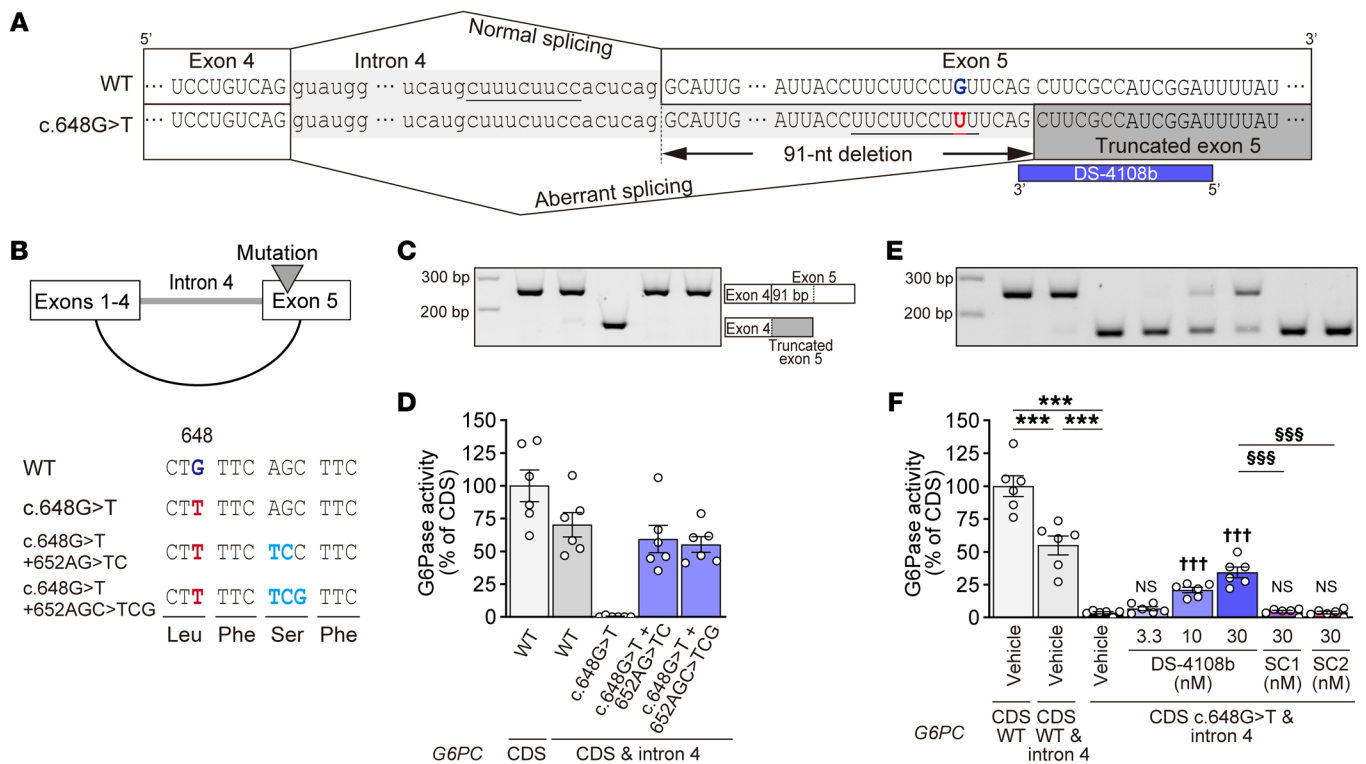 A
5’
3’
Normal splicing
Exon 4
Intron 4
Exon 5
WT
··· UCCUGUCAG
guaugg ··· ucaugcuuucuuccacucag
GCAUUG ··· AUUACCUUCUUCCUGUUCAG CUUCGCCAUCGGAUUUUUAU ···
c.648G>T
··· UCCUGUCAG
guaugg ··· ucaugcuuucuuccacucag
GCAUUG ··· AUUACCUUCUUCCUUUUCAG
CUUCGCCAUCGGAUUUUUAU ···
91-nt deletion
Truncated exon 5
Aberrant splicing
3’
DS-4108b
5’
B
Mutation
Intron 4
Exons 1-4
Exon 5
648
WT
CTG TTC AGC TTC
c.648G>T
CTT TTC AGC TTC
c.648G>T
+652AG>TC
CTT TTC TCC TTC
c.648G>T
+652AGC>TCG
CTT TTC TCG TTC
Leu Phe Ser Phe
C
300 bp
200 bp
Exon 5
Exon 4 91 bp
Exon 4
Truncated
exon 5
D
G6Pase activity
(% of CDS)
150
125
100
75
50
25
0
WT
WT
c.648G>T
c.648G>T +
652AG>TC
c.648G>T +
652AGC>TCG
G6PC
CDS
CDS & intron 4
E
300 bp
200 bp
F
G6Pase activity
(% of CDS)
150
125
100
75
50
25
0
***
*** ***
§§§
§§§
NS
†††
†††
NS
NS
Vehicle
Vehicle
Vehicle
3.3 10 30 30 30
DS-4108b
(nM)
SC1
(nM)
SC2
(nM)
G6PC
CDS
WT
CDS
WT &
intron 4
CDS c.648G>T &
intron 4